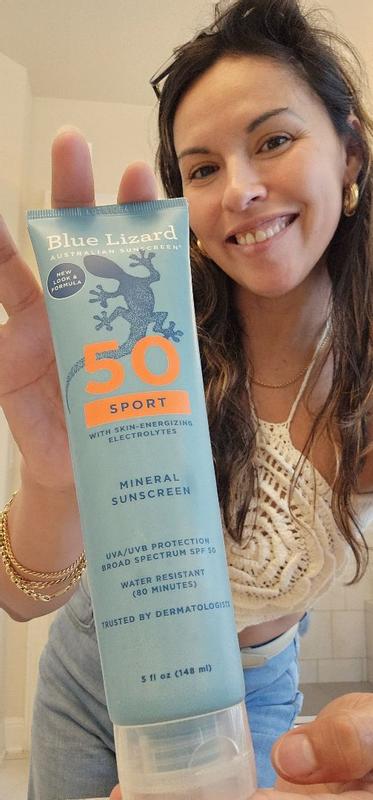 Blue Lizard
AUSTRALIAN SUNSCREEN®
NEW
LOOK &
FORMULA
50
SPORT
WITH SKIN-ENERGIZING
ELECTROLYTES
MINERAL
SUNSCREEN
UVA/UVB PROTECTION
BROAD SPECTRUM SPF 50
WATER RESISTANT
(80 MINUTES)
TRUSTED BY DERMATOLOGISTS
5 fl oz (148 ml)